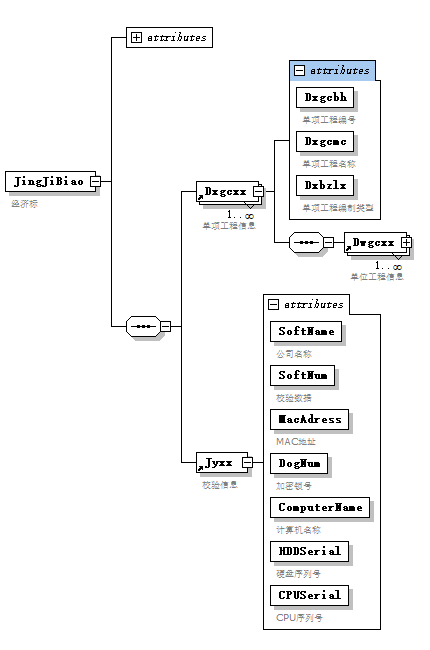 attributes
attributes
Dxgcbh
单项工程编号
Dxgcmc
单项工程名称
Dxbzlx
单项工程编制类型
JingJiBiao
经济标
Dxgcxx
1..∞
单项工程信息
Dwgcxx
1..∞
单位工程信息
attributes
SoftName
公司名称
SoftNum
校验数据
MacAdress
MAC地址
Jyxx
校验信息
DogNum
加密锁号
ComputerName
计算机名称
HDDSerial
硬盘序列号
CPUSerial
CPU序列号